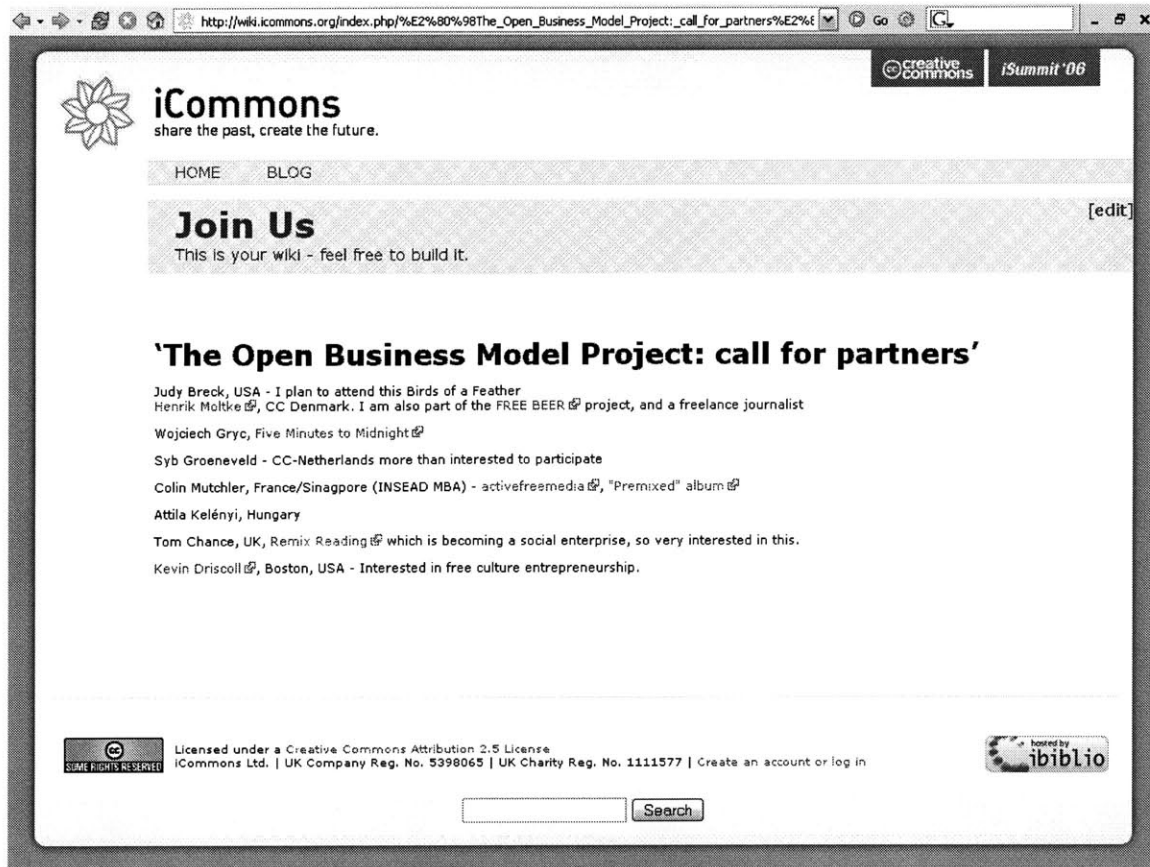 http://wiki.icommons.org/index.php/%E2%80%98The_Open_Business_Model_Project:_call_for_partners%E2%
Go
G
creative commons
iSummit '06
iCommons
share the past, create the future.
HOME BLOG
Join Us
[edit]
This is your wiki - feel free to build it.
‘The Open Business Model Project: call for partners’
Judy Breck, USA - I plan to attend this Birds of a Feather
Henrik Moltke, CC Denmark. I am also part of the FREE BEER project, and a freelance journalist
Wojciech Gryc, Five Minutes to Midnight
Syb Groeneveld - CC-Netherlands more than interested to participate
Colin Mutchler, France/Sinagpore (INSEAD MBA) - activefreemedia, "Premixed" album
Attila Kelényi, Hungary
Tom Chance, UK, Remix Reading which is becoming a social enterprise, so very interested in this.
Kevin Driscoll, Boston, USA - Interested in free culture entrepreneurship.
cc
SOME RIGHTS RESERVED
Licensed under a Creative Commons Attribution 2.5 License
iCommons Ltd. | UK Company Reg. No. 5398065 | UK Charity Reg. No. 1111577 | Create an account or log in
hosted by
ibiblio
Search